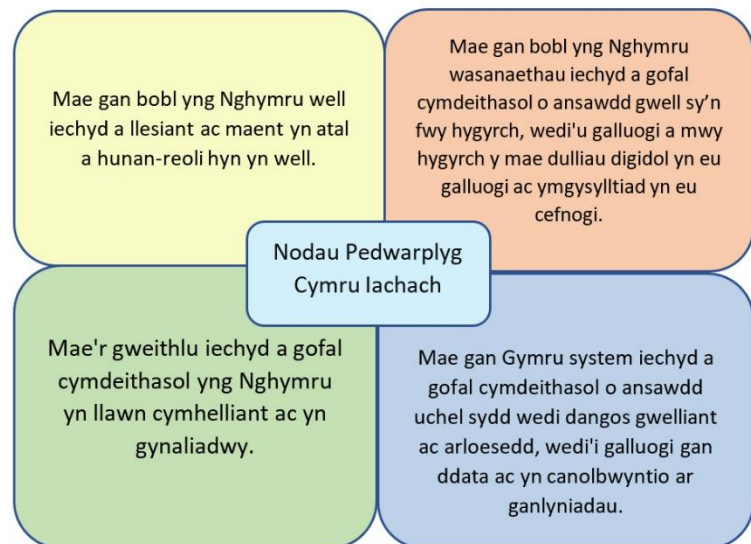 Mae gan bobl yng Nghymru well
iechyd a llesiant ac maent yn atal
a hunan-reoli hyn yn well.
Mae gan bobl yng Nghymru
wasanaethau iechyd a gofal
cymdeithasol o ansawdd gwell sy’n
fwy hygyrch, wedi'u galluogi a mwy
hygyrch y mae dulliau digidol yn eu
galluogi ac ymgysylltiad yn eu
cefnogi.
Nodau Pedwarplyg
Cymru Iachach
Mae'r gweithlu iechyd a gofal
cymdeithasol yng Nghymru
yn llawn cymhelliant ac yn
gynaliadwy.
Mae gan Gymru system iechyd a
gofal cymdeithasol o ansawdd
uchel sydd wedi dangos gwelliant
ac arloesedd, wedi'i galluogi gan
ddata ac yn canolbwyntio ar
ganlyniadau.